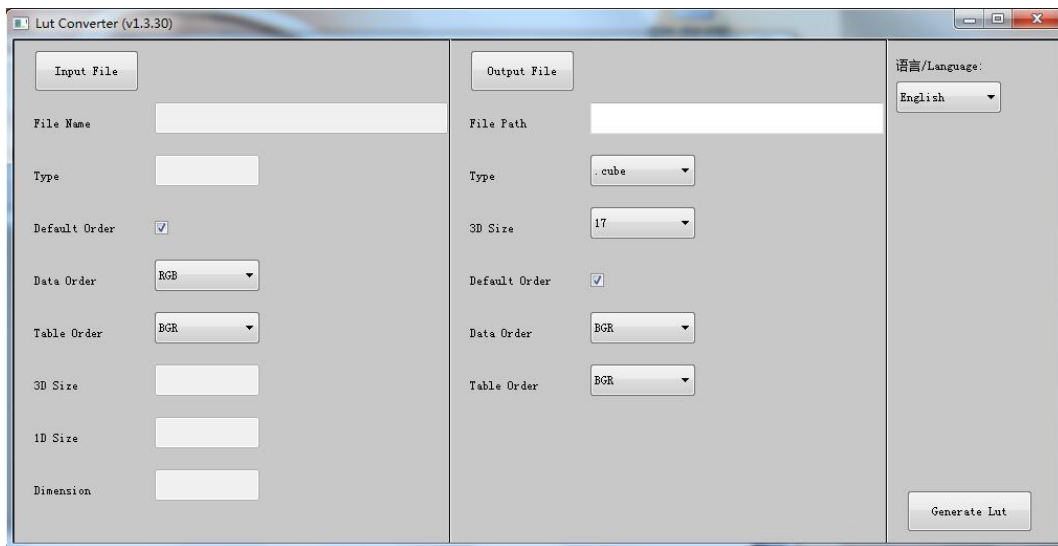 Lut Converter (v1.3.30)
Input File
File Name
Type
Default Order
Data Order RGB
Table Order BGR
3D Size
1D Size
Dimension
Output File
File Path
Type .cube
3D Size 17
Default Order
Data Order BGR
Table Order BGR
语言/Language:
English
Generate Lut